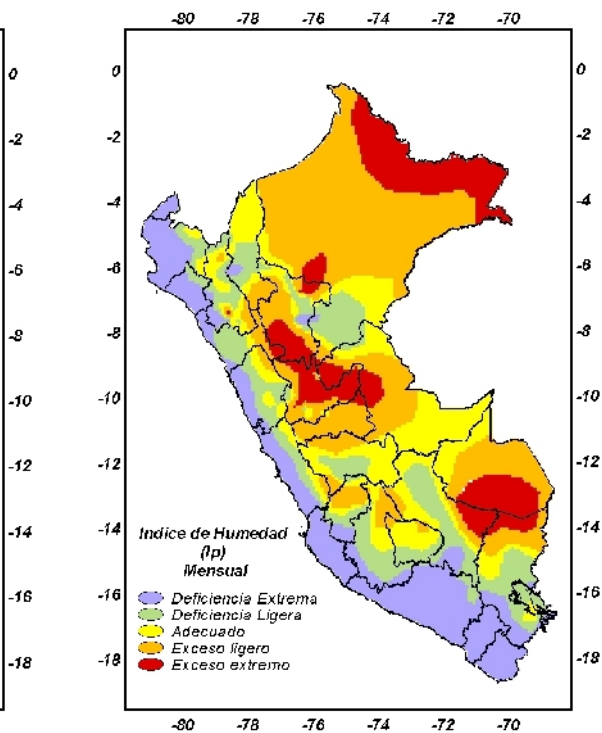 -80 -78 -76 -74 -72 -70
0 0 0
-2 -2 -2
-4 -4 -4
-6 -6 -6
-8 -8 -8
-10 -10 -10
-12 -12 -12
-14 -14 -14
-16 -16 -16
-18 -18 -18
Indice de Humedad
(Ip)
Mensual
Deficiencia Extrema
Deficiencia Ligera
Adecuado
Exceso ligero
Exceso extremo
-80 -78 -76 -74 -72 -70